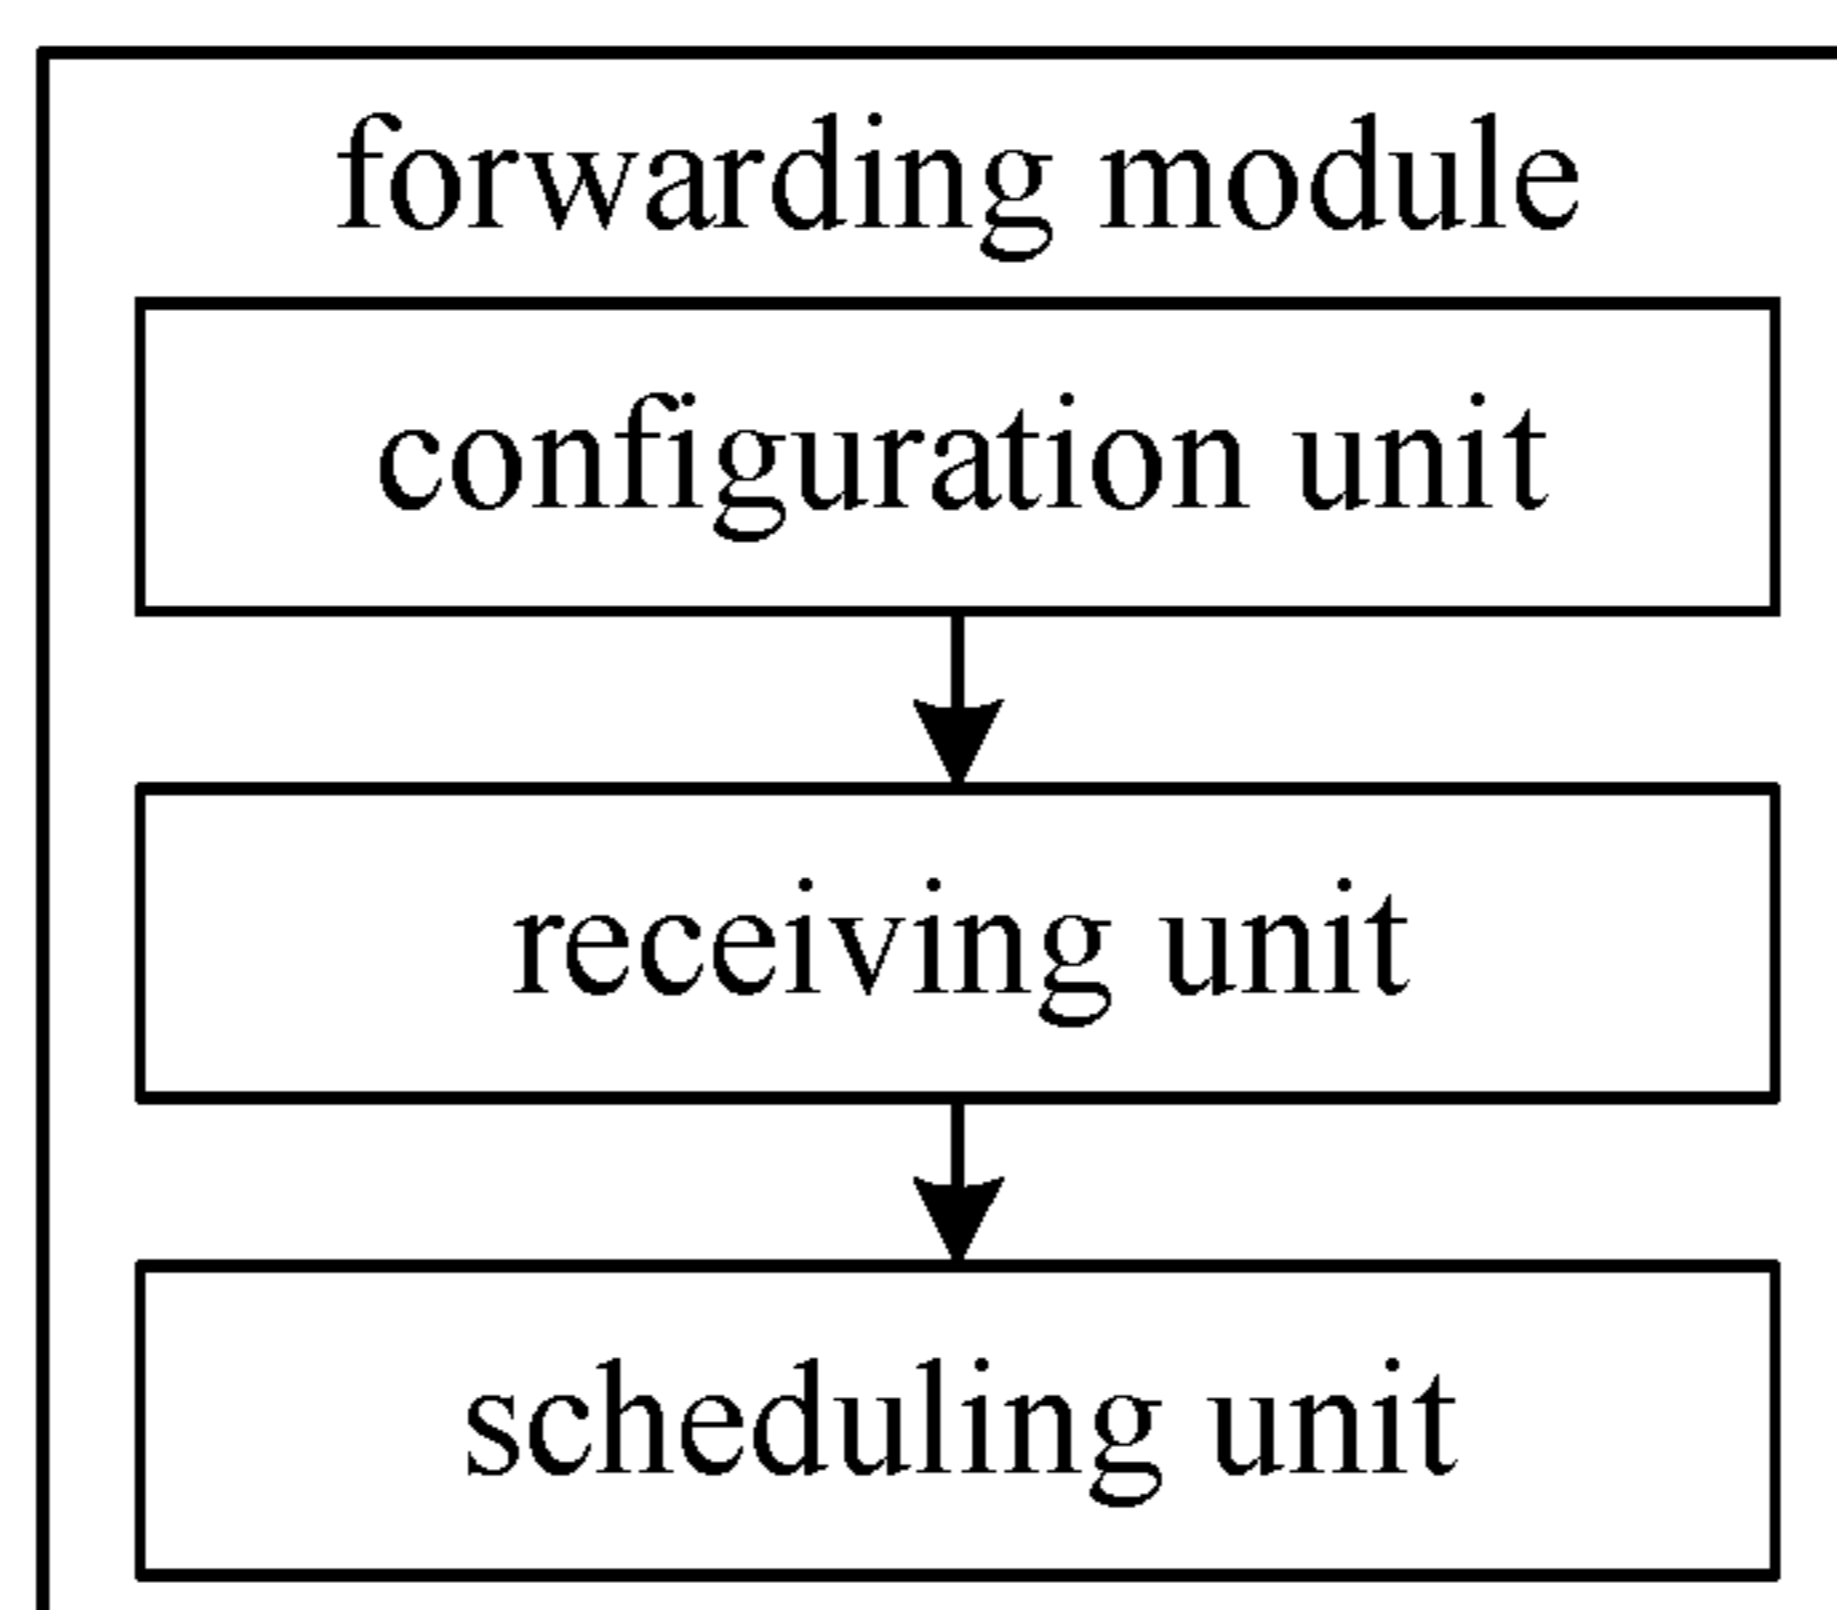 forwarding module
configuration unit
receiving unit
scheduling unit